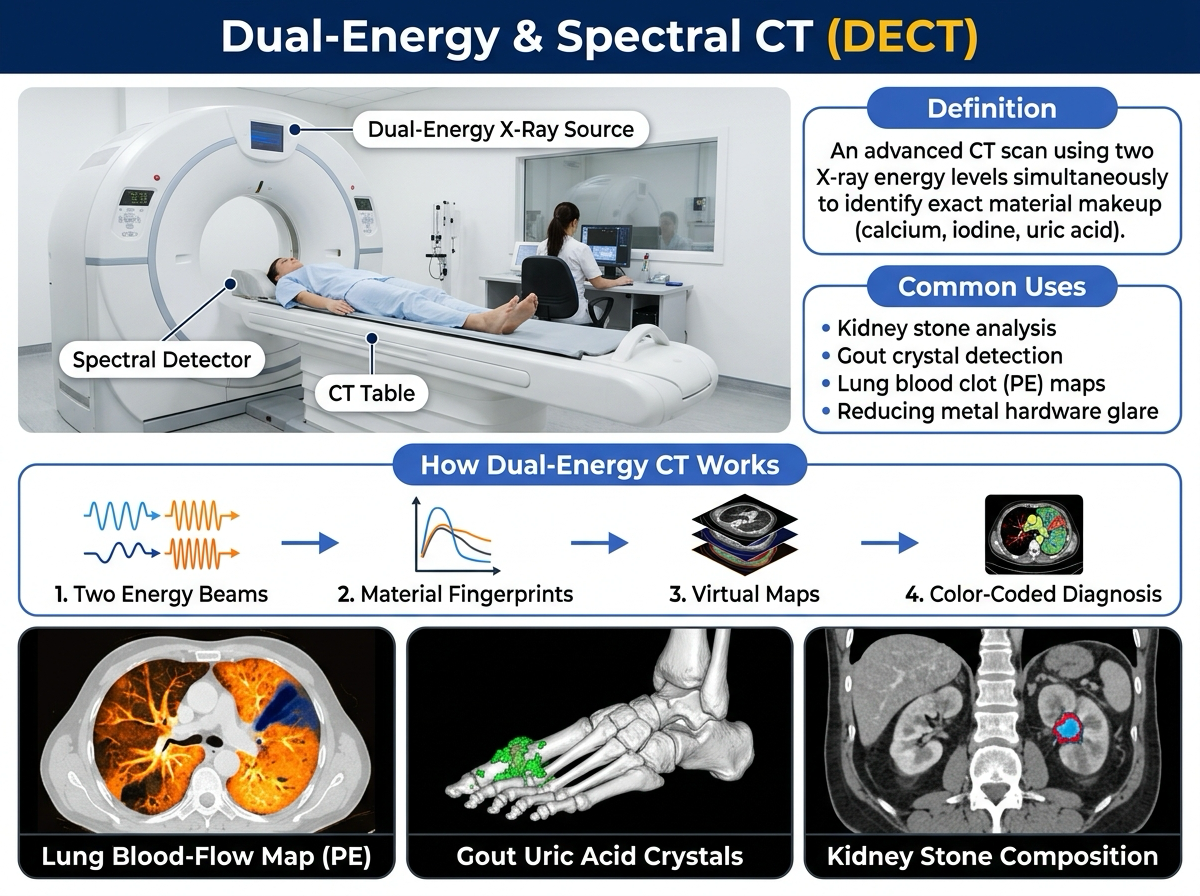 Dual-Energy & Spectral CT (DECT)
Dual-Energy X-Ray Source
Spectral Detector
CT Table
Definition
An advanced CT scan using two
X-ray energy levels simultaneously
to identify exact material makeup
(calcium, iodine, uric acid).
Common Uses
• Kidney stone analysis
• Gout crystal detection
• Lung blood clot (PE) maps
• Reducing metal hardware glare
How Dual-Energy CT Works
1. Two Energy Beams
2. Material Fingerprints
3. Virtual Maps
4. Color-Coded Diagnosis
Lung Blood-Flow Map (PE)
Gout Uric Acid Crystals
Kidney Stone Composition